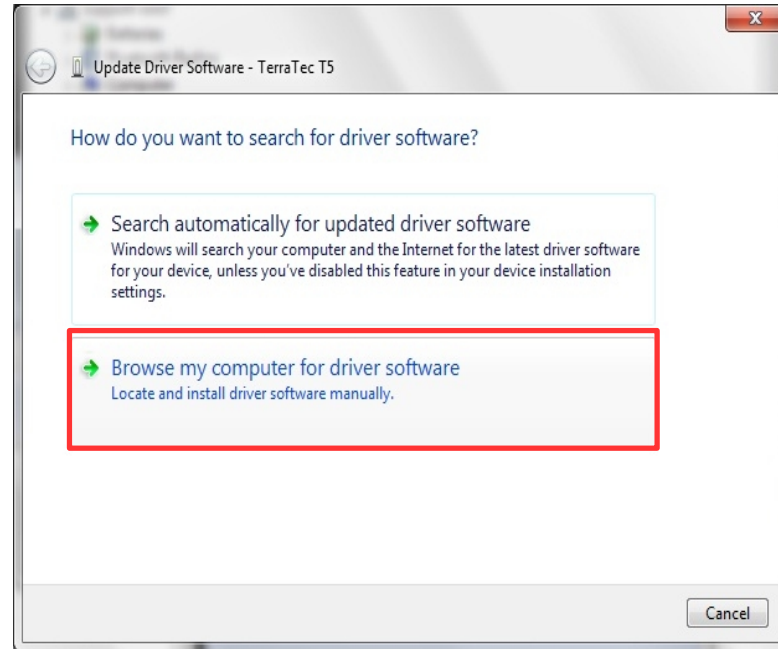 Update Driver Software - TerraTec T5
How do you want to search for driver software?
Search automatically for updated driver software
Windows will search your computer and the Internet for the latest driver software
for your device, unless you've disabled this feature in your device installation
settings.
Browse my computer for driver software
Locate and install driver software manually.
Cancel